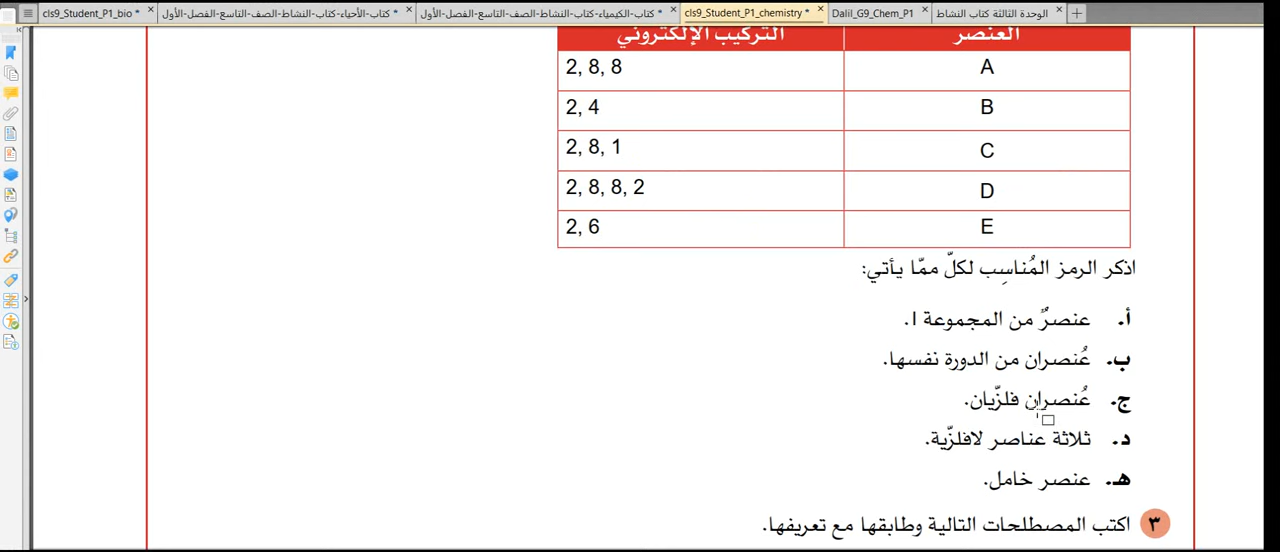 cls9_Student_P1_bio *
كتاب-الأحياء-كتاب-النشاط-الصف-التاسع-الفصل-الأول *
كتاب-الكيمياء-كتاب-النشاط-الصف-التاسع-الفصل-الأول *
cls9_Student_P1_chemistry *
Dalil_G9_Chem_P1
الوحدة الثالثة كتاب النشاط
العنصر التركيب الإلكتروني
A 2, 8, 8
B 2, 4
C 2, 8, 1
D 2, 8, 8, 2
E 2, 6
اذكر الرمز المُناسِب لكلّ ممّا يأتي:
أ. عنصرٌ من المجموعة I.
ب. عُنصران من الدورة نفسها.
ج. عُنصران فلزّيان.
د. ثلاثة عناصر لافلزّية.
هـ. عنصر خامل.
٣ اكتب المصطلحات التالية وطابقها مع تعريفها.